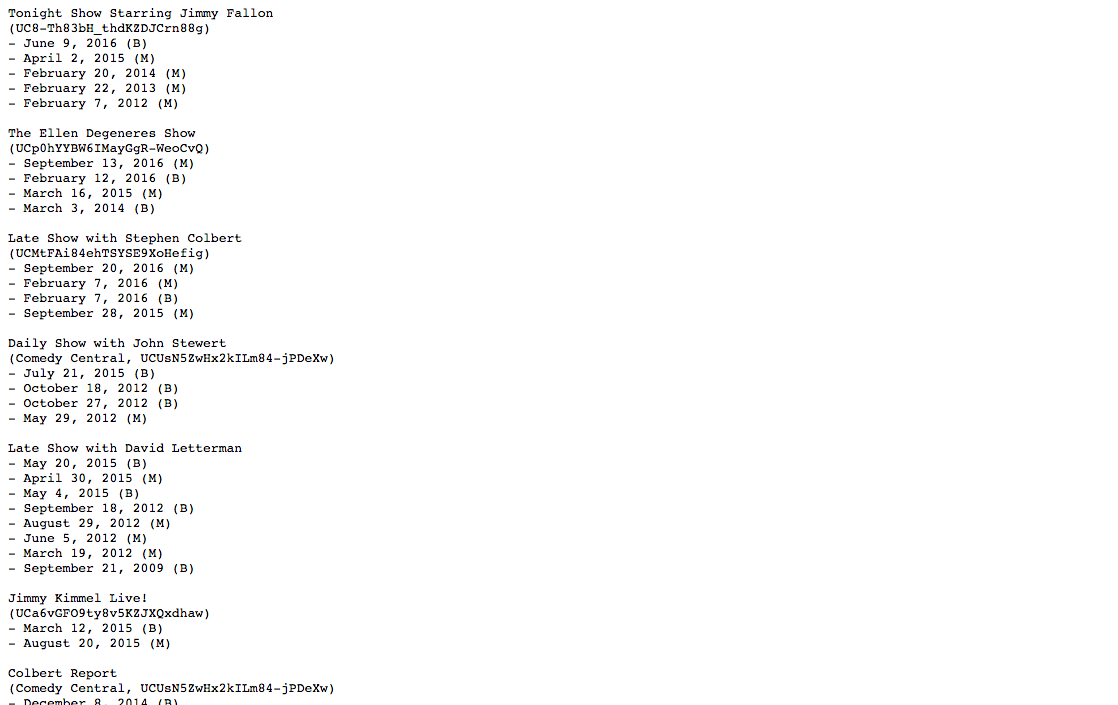 Tonight Show Starring Jimmy Fallon
(UC8-Th83bH_thdKZDJCrn88g)
- June 9, 2016 (B)
- April 2, 2015 (M)
- February 20, 2014 (M)
- February 22, 2013 (M)
- February 7, 2012 (M)
The Ellen Degeneres Show
(UCp0hYYBW6IMayGgR-WeoCvQ)
- September 13, 2016 (M)
- February 12, 2016 (B)
- March 16, 2015 (M)
- March 3, 2014 (B)
Late Show with Stephen Colbert
(UCMtFAi84ehTSYSE9XoHefig)
- September 20, 2016 (M)
- February 7, 2016 (M)
- February 7, 2016 (B)
- September 28, 2015 (M)
Daily Show with John Stewert
(Comedy Central, UCUsN5ZwHx2kILm84-jPDeXw)
- July 21, 2015 (B)
- October 18, 2012 (B)
- October 27, 2012 (B)
- May 29, 2012 (M)
Late Show with David Letterman
- May 20, 2015 (B)
- April 30, 2015 (M)
- May 4, 2015 (B)
- September 18, 2012 (B)
- August 29, 2012 (M)
- June 5, 2012 (M)
- March 19, 2012 (M)
- September 21, 2009 (B)
Jimmy Kimmel Live!
(UCa6vGFO9ty8v5KZJXQxdhaw)
- March 12, 2015 (B)
- August 20, 2015 (M)
Colbert Report
(Comedy Central, UCUsN5ZwHx2kILm84-jPDeXw)
- December 8, 2014 (B)